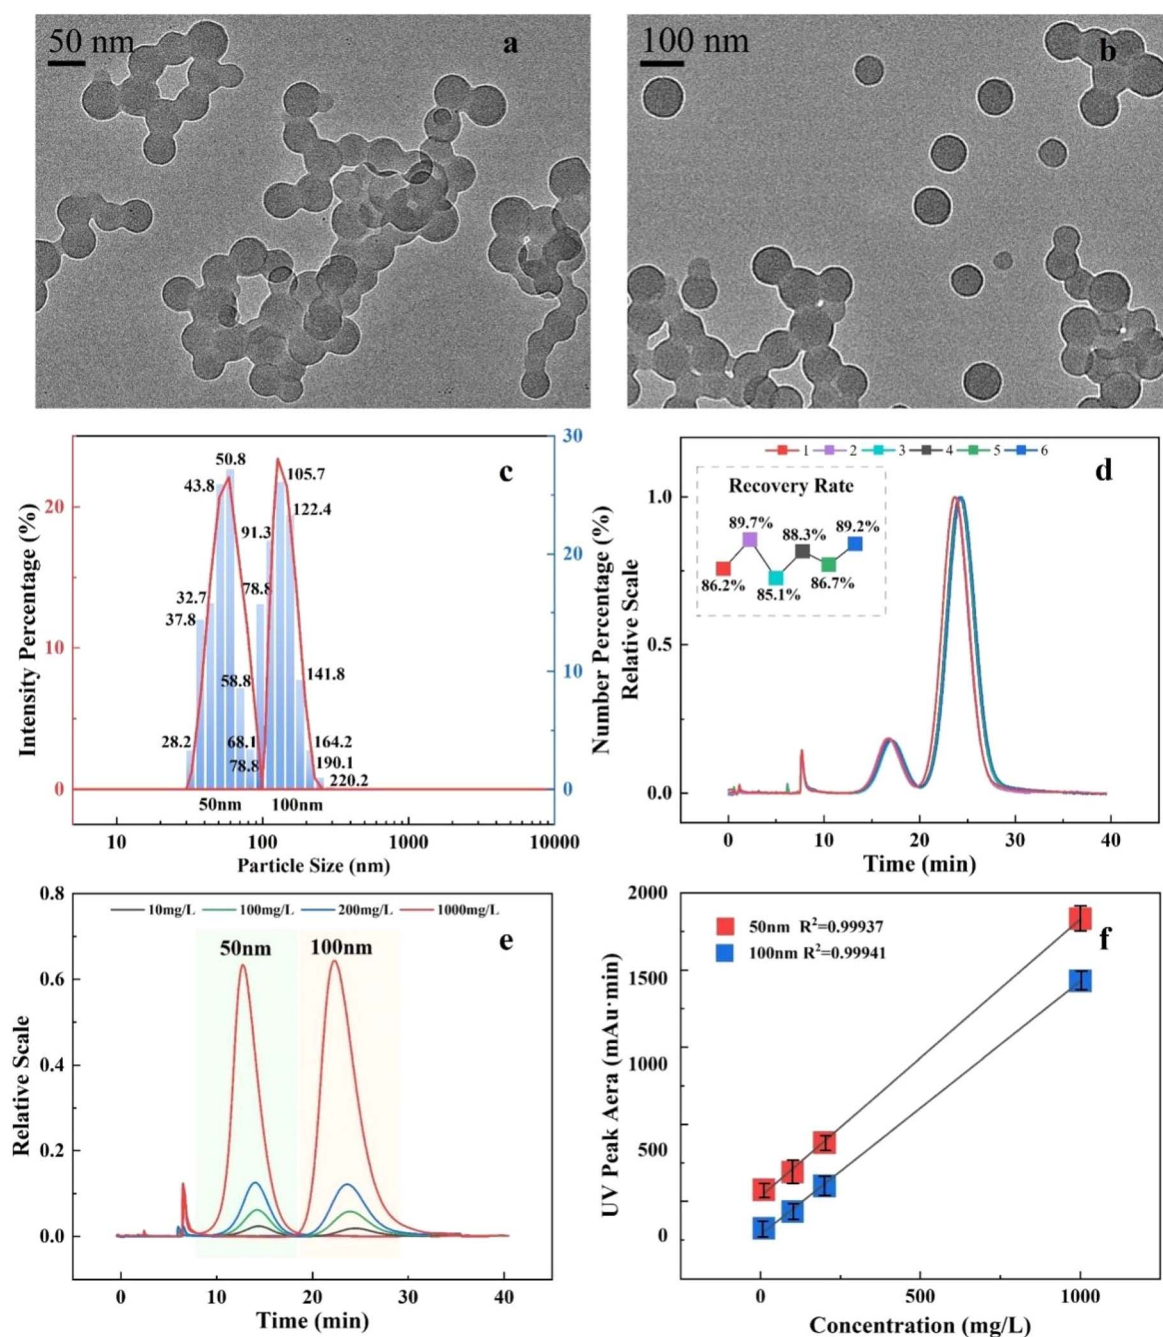 50 nm
a
100 nm
b
c
Intensity Percentage (%)
20
10
0
30
20
10
0
Number Percentage (%)
28.2
37.8
32.7
43.8
50.8
58.8
68.1
78.8
78.8
91.3
105.7
122.4
141.8
164.2
190.1
220.2
50nm
100nm
10
100
1000
10000
Particle Size (nm)
d
1 2 3 4 5 6
Recovery Rate
86.2%
89.7%
85.1%
88.3%
86.7%
89.2%
Relative Scale
1.0
0.5
0.0
0
10
20
30
40
Time (min)
e
10mg/L 100mg/L 200mg/L 1000mg/L
50nm
100nm
Relative Scale
0.8
0.6
0.4
0.2
0.0
0
10
20
30
40
Time (min)
f
50nm R²=0.99937
100nm R²=0.99941
UV Peak Aera (mAu·min)
2000
1500
1000
500
0
0
500
1000
Concentration (mg/L)